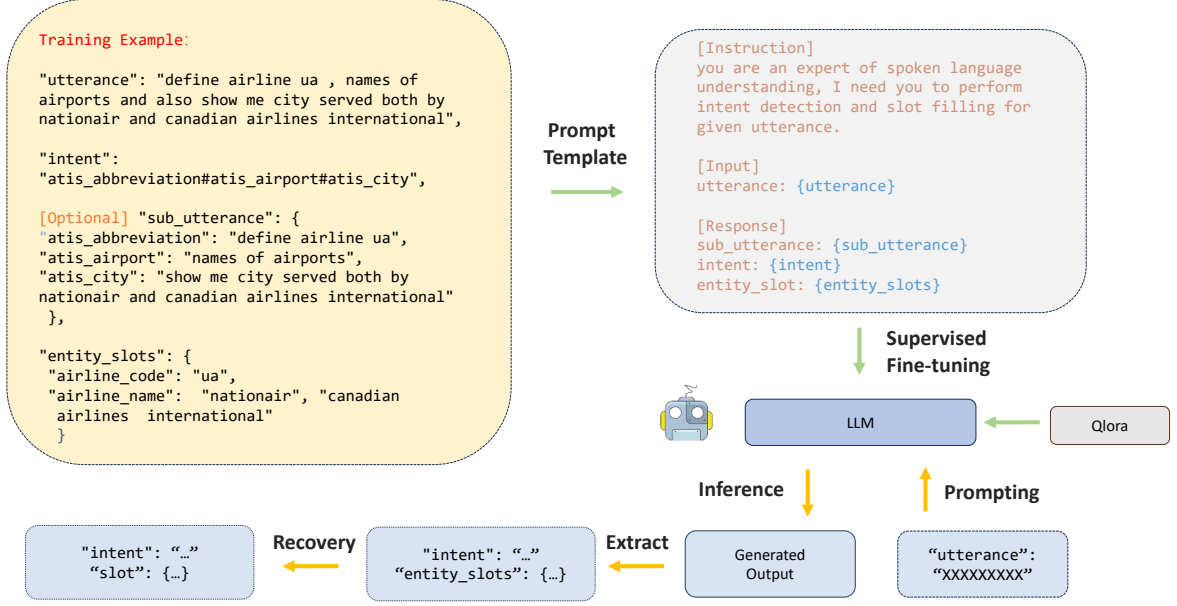 Training Example:
"utterance": "define airline ua , names of
airports and also show me city served both by
nationair and canadian airlines international",
"intent":
"atis_abbreviation#atis_airport#atis_city",
[Optional] "sub_utterance": {
"atis_abbreviation": "define airline ua",
"atis_airport": "names of airports",
"atis_city": "show me city served both by
nationair and canadian airlines international"
},
"entity_slots": {
"airline_code": "ua",
"airline_name": "nationair", "canadian
airlines international"
}
Prompt
Template
[Instruction]
you are an expert of spoken language
understanding, I need you to perform
intent detection and slot filling for
given utterance.
[Input]
utterance: {utterance}
[Response]
sub_utterance: {sub_utterance}
intent: {intent}
entity_slot: {entity_slots}
Supervised
Fine-tuning
LLM
Qlora
Inference
Prompting
"intent": “…”
“slot”: {…}
Recovery
"intent": “…”
“entity_slots”: {…}
Extract
Generated
Output
“utterance”:
“XXXXXXXXX”